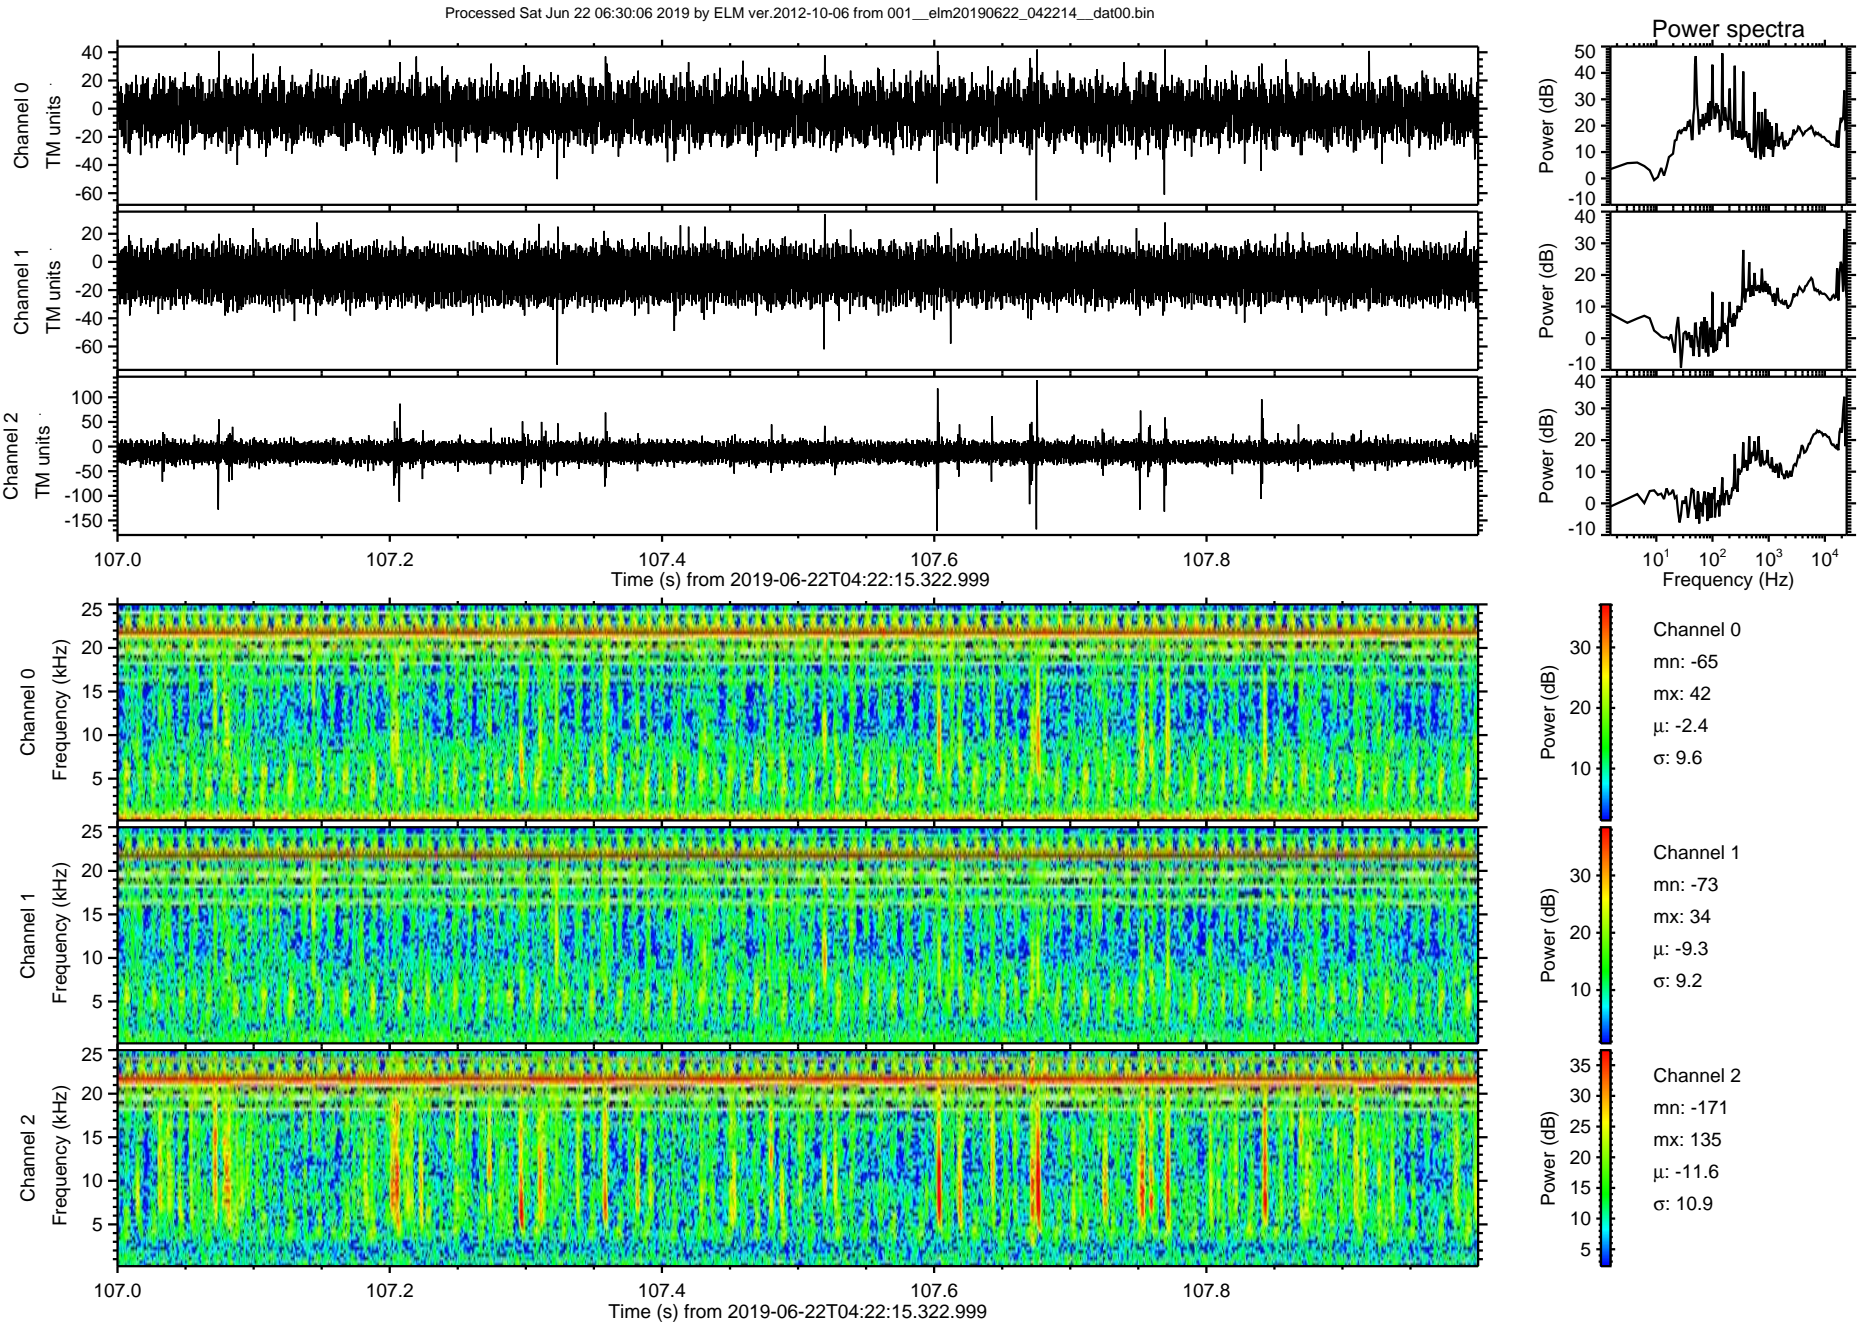 Processed Sat Jun 22 06:30:06 2019 by ELM ver.2012-10-06 from 001__elm20190622_042214__dat00.bin
Power spectra
Channel 0
TM units
40
20
0
-20
-40
-60
Power (dB)
50
40
30
20
10
0
-10
Channel 1
TM units
20
0
-20
-40
-60
Power (dB)
40
30
20
10
0
-10
Channel 2
TM units
100
50
0
-50
-100
-150
Power (dB)
40
30
20
10
0
-10
107.0 107.2 107.4 107.6 107.8
Time (s) from 2019-06-22T04:22:15.322.999
10¹ 10² 10³ 10⁴
Frequency (Hz)
Channel 0
Frequency (kHz)
25
20
15
10
5
Power (dB)
30
20
10
Channel 0
mn: -65
mx: 42
μ: -2.4
σ: 9.6
Channel 1
Frequency (kHz)
25
20
15
10
5
Power (dB)
30
20
10
Channel 1
mn: -73
mx: 34
μ: -9.3
σ: 9.2
Channel 2
Frequency (kHz)
25
20
15
10
5
Power (dB)
35
30
25
20
15
10
5
Channel 2
mn: -171
mx: 135
μ: -11.6
σ: 10.9
107.0 107.2 107.4 107.6 107.8
Time (s) from 2019-06-22T04:22:15.322.999